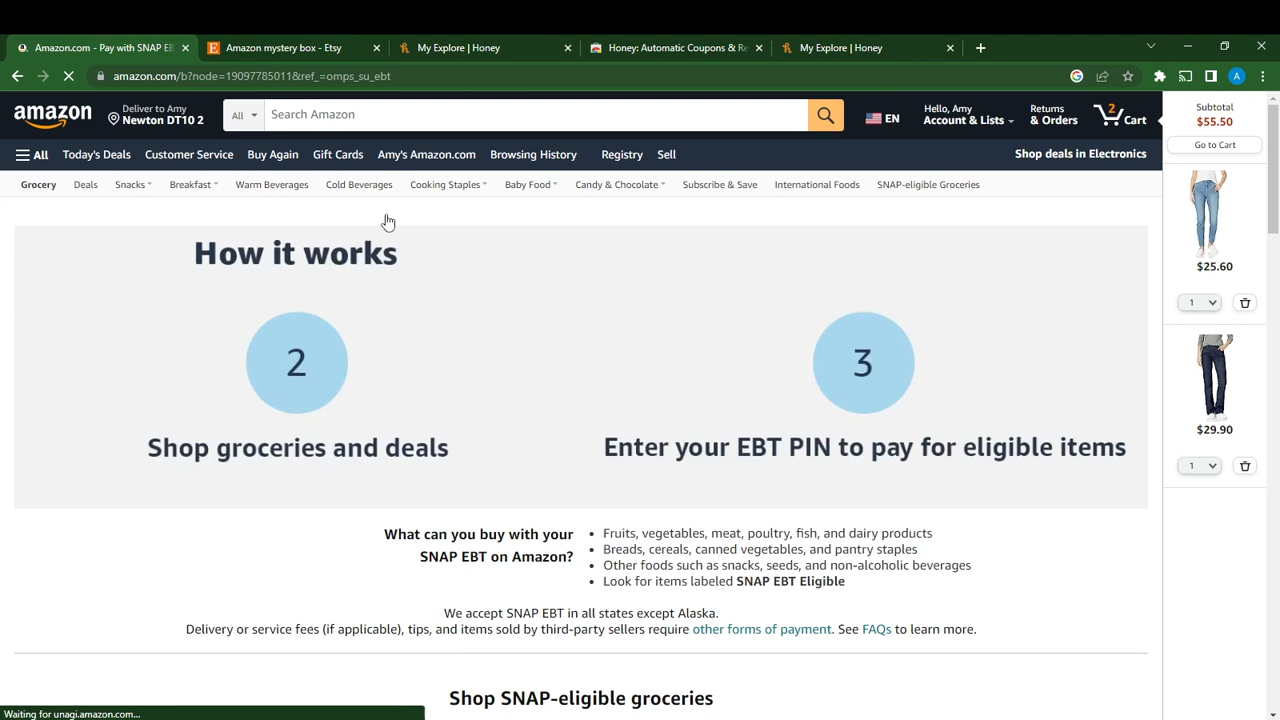 Amazon.com - Pay with SNAP EB
Amazon mystery box - Etsy
My Explore | Honey
Honey: Automatic Coupons & Re
My Explore | Honey
amazon.com/b?node=19097785011&ref_=omps_su_ebt
A
amazon
Deliver to Amy
Newton DT10 2
All
Search Amazon
EN
Hello, Amy
Account & Lists
Returns
& Orders
2
Cart
Subtotal
$55.50
Go to Cart
All
Today's Deals
Customer Service
Buy Again
Gift Cards
Amy's Amazon.com
Browsing History
Registry
Sell
Shop deals in Electronics
Grocery
Deals
Snacks
Breakfast
Warm Beverages
Cold Beverages
Cooking Staples
Baby Food
Candy & Chocolate
Subscribe & Save
International Foods
SNAP-eligible Groceries
How it works
2
3
Shop groceries and deals
Enter your EBT PIN to pay for eligible items
$25.60
1
$29.90
1
What can you buy with your
SNAP EBT on Amazon?
• Fruits, vegetables, meat, poultry, fish, and dairy products
• Breads, cereals, canned vegetables, and pantry staples
• Other foods such as snacks, seeds, and non-alcoholic beverages
• Look for items labeled SNAP EBT Eligible
We accept SNAP EBT in all states except Alaska.
Delivery or service fees (if applicable), tips, and items sold by third-party sellers require other forms of payment. See FAQs to learn more.
Shop SNAP-eligible groceries
Waiting for unagi.amazon.com...